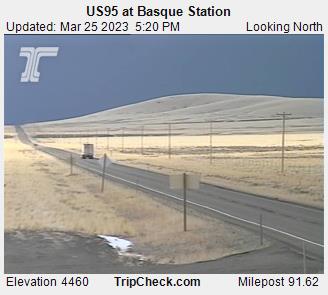 US95 at Basque Station
Updated: Mar 25 2023 5:20 PM Looking North
Elevation 4460 TripCheck.com Milepost 91.62